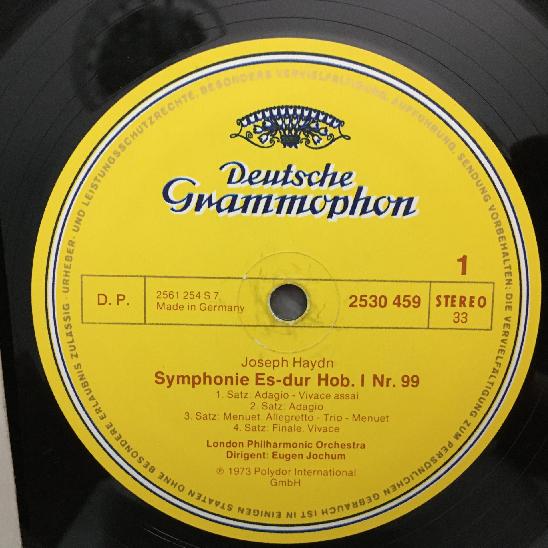 Deutsche
Grammophon
1
D. P.
2561 254 S 7
Made in Germany
2530 459
STEREO
33
Joseph Haydn
Symphonie Es-dur Hob. I Nr. 99
1. Satz: Adagio - Vivace assai
2. Satz: Adagio
3. Satz: Menuet. Allegretto - Trio - Menuet
4. Satz: Finale. Vivace
London Philharmonic Orchestra
Dirigent: Eugen Jochum
℗ 1973 Polydor International
GmbH
URHEBER- UND LEISTUNGSSCHUTZRECHTE, BESONDERS VERVIELFÄLTIGUNG, AUFFÜHRUNG, SENDUNG VORBEHALTEN; DIE VERVIELFÄLTIGUNG ZUM PERSÖNLICHEN GEBRAUCH IST IN EINIGEN STAATEN OHNE BESONDERE ERLAUBNIS ZULÄSSIG -